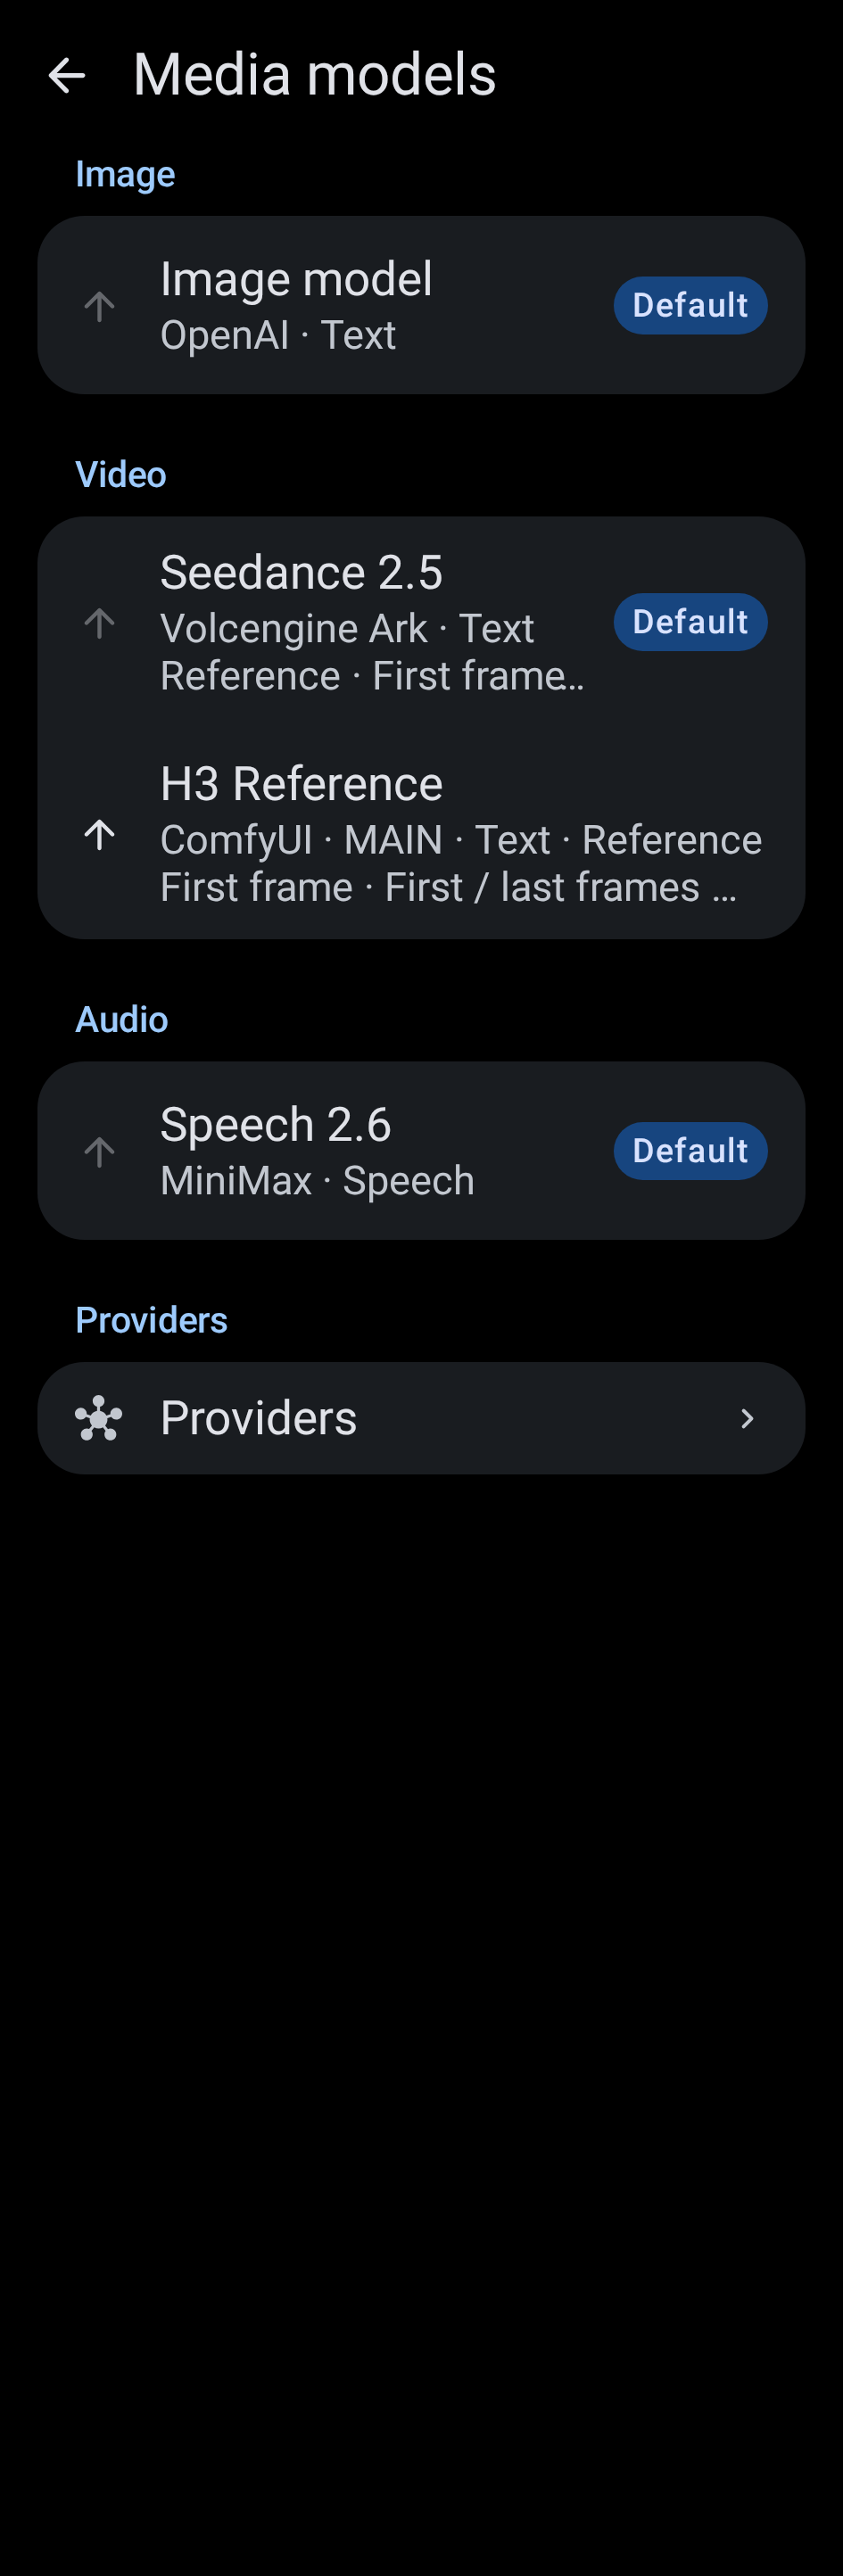 Media models
Image
Image model
OpenAI · Text
Default
Video
Seedance 2.5
Volcengine Ark · Text
Reference · First frame…
Default
H3 Reference
ComfyUI · MAIN · Text · Reference
First frame · First / last frames …
Audio
Speech 2.6
MiniMax · Speech
Default
Providers
Providers